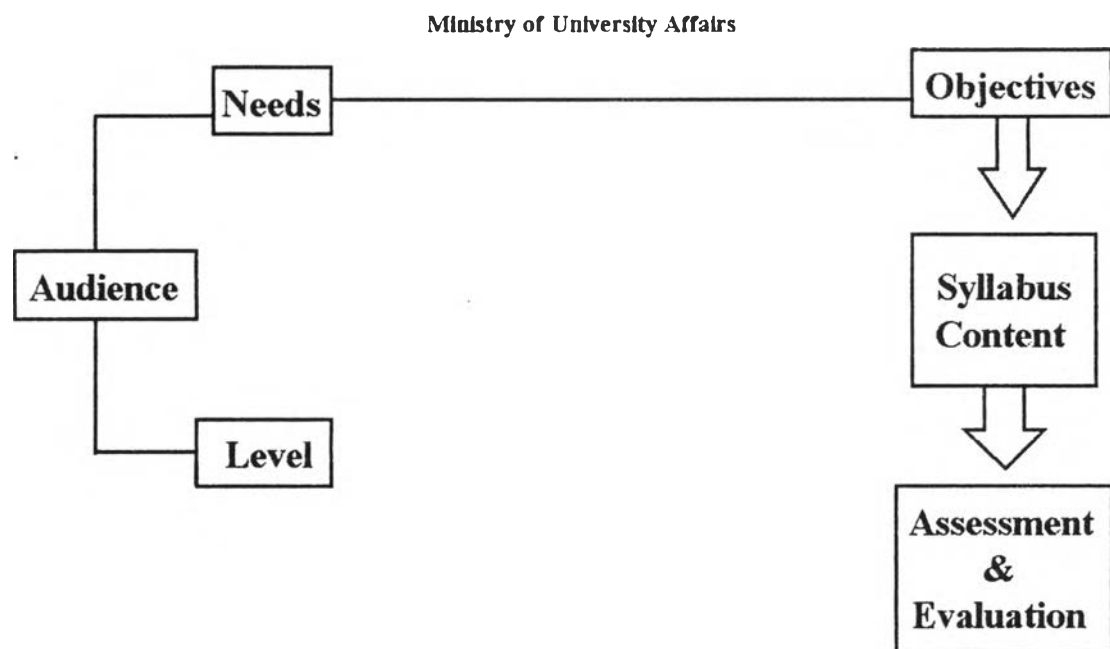 Ministry of University Affairs
Needs
Objectives
Audience
Syllabus
Content
Level
Assessment
&
Evaluation